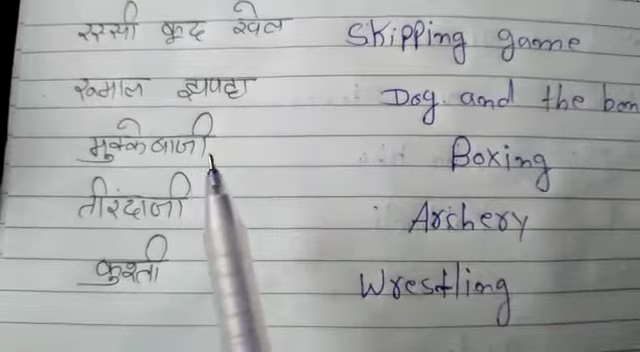 रस्सी कूद खेल Skipping game
रुमाल झपट्टा Dog and the bon
मुक्केबाजी Boxing
तीरंदाजी Archery
कुश्ती Wrestling